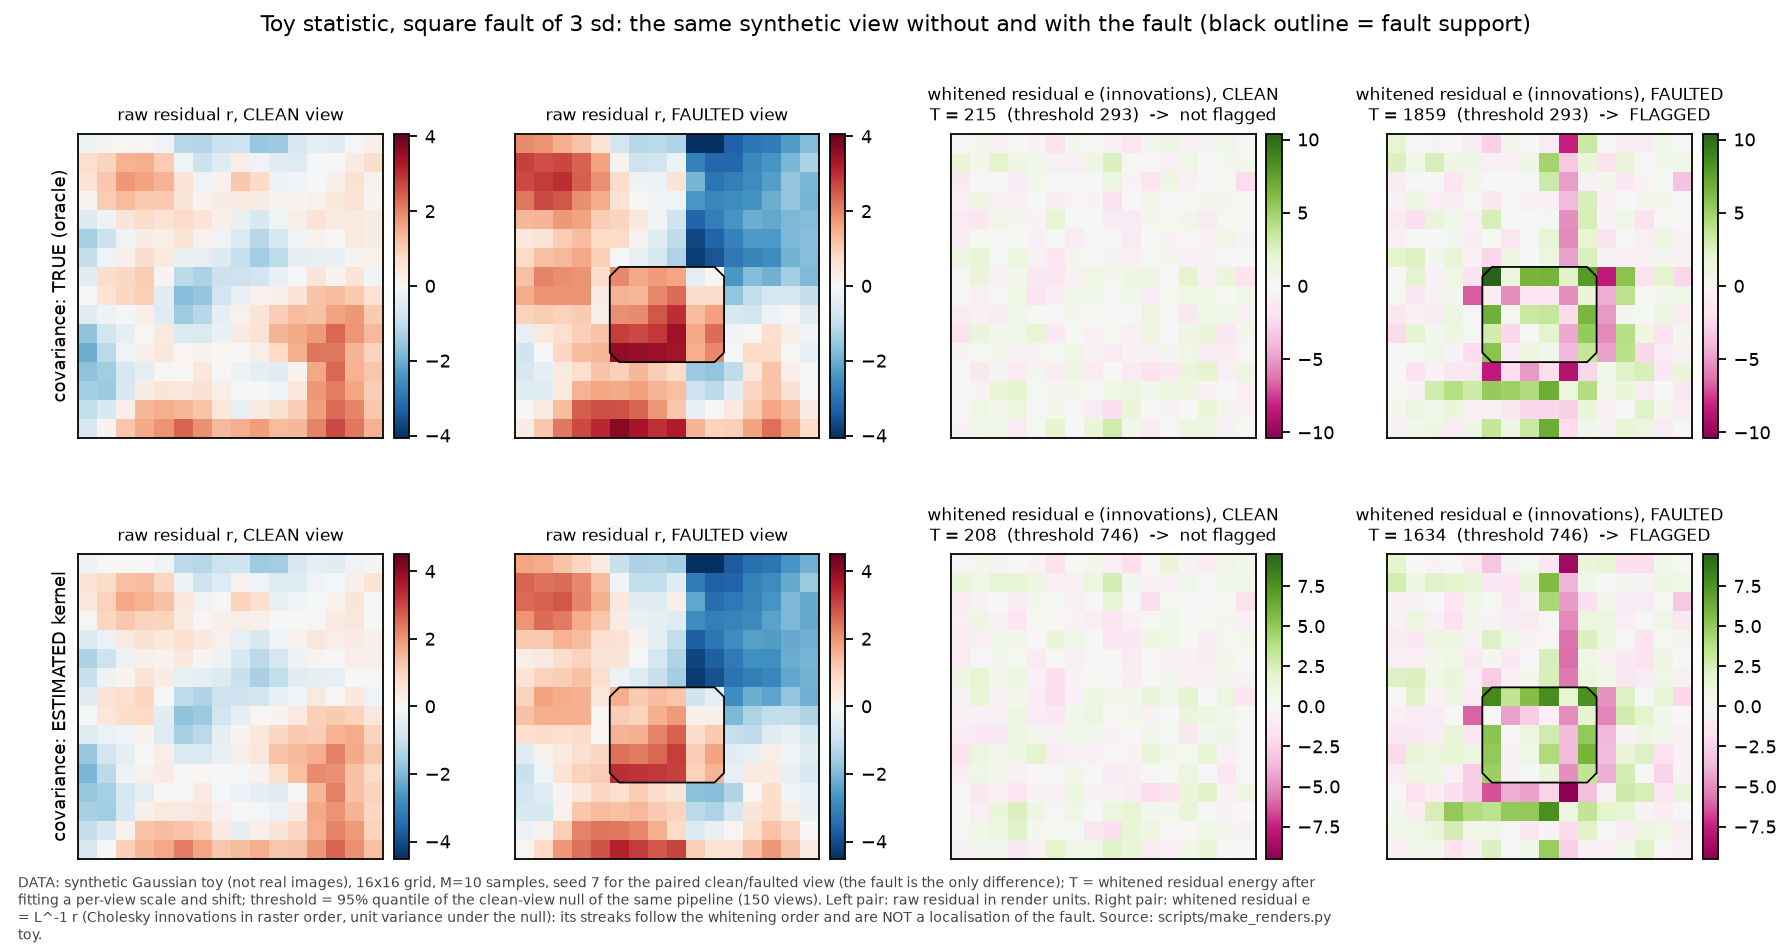 Toy statistic, square fault of 3 sd: the same synthetic view without and with the fault (black outline = fault support)
covariance: TRUE (oracle)
raw residual r, CLEAN view
4
2
0
−2
−4
raw residual r, FAULTED view
4
2
0
−2
−4
whitened residual e (innovations), CLEAN
T = 215 (threshold 293) -> not flagged
10
5
0
−5
−10
whitened residual e (innovations), FAULTED
T = 1859 (threshold 293) -> FLAGGED
10
5
0
−5
−10
covariance: ESTIMATED kernel
raw residual r, CLEAN view
4
2
0
−2
−4
raw residual r, FAULTED view
4
2
0
−2
−4
whitened residual e (innovations), CLEAN
T = 208 (threshold 746) -> not flagged
7.5
5.0
2.5
0.0
−2.5
−5.0
−7.5
whitened residual e (innovations), FAULTED
T = 1634 (threshold 746) -> FLAGGED
7.5
5.0
2.5
0.0
−2.5
−5.0
−7.5
DATA: synthetic Gaussian toy (not real images), 16x16 grid, M=10 samples, seed 7 for the paired clean/faulted view (the fault is the only difference); T = whitened residual energy after
fitting a per-view scale and shift; threshold = 95% quantile of the clean-view null of the same pipeline (150 views). Left pair: raw residual in render units. Right pair: whitened residual e
= L^-1 r (Cholesky innovations in raster order, unit variance under the null): its streaks follow the whitening order and are NOT a localisation of the fault. Source: scripts/make_renders.py
toy.